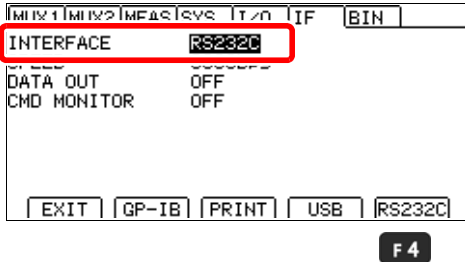 MUX1 MUX2 MEAS SYS I/O IF BIN
INTERFACE RS232C
DATA OUT OFF
CMD MONITOR OFF
EXIT GP-IB PRINT USB RS232C
F4